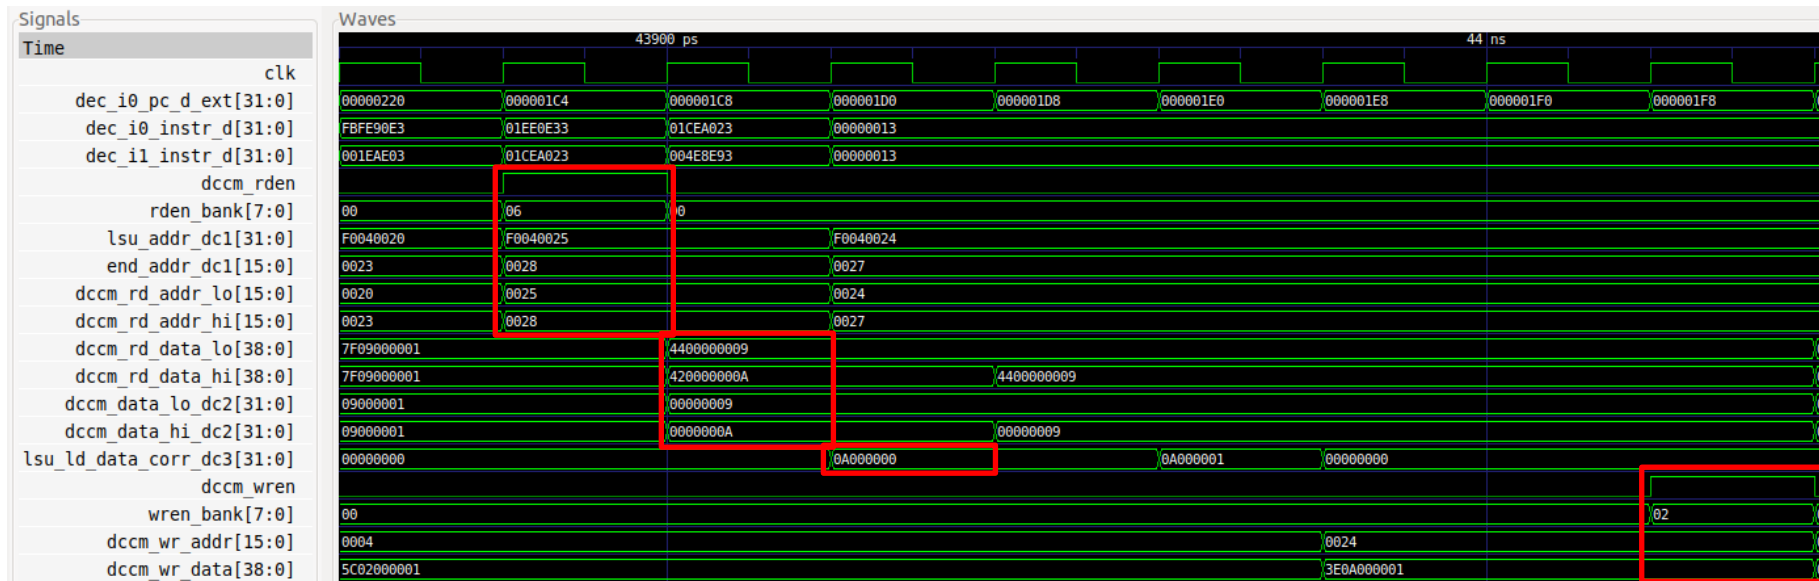 Signals Waves
Time 43900 ps 44 ns
clk
dec_i0_pc_d_ext[31:0] 00000220 000001C4 000001C8 000001D0 000001D8 000001E0 000001E8 000001F0 000001F8
dec_i0_instr_d[31:0] FBFE90E3 01EE0E33 01CEA023 00000013
dec_i1_instr_d[31:0] 001EAE03 01CEA023 004E8E93 00000013
dccm_rden
rden_bank[7:0] 00 06 00
lsu_addr_dc1[31:0] F0040020 F0040025 F0040024
end_addr_dc1[15:0] 0023 0028 0027
dccm_rd_addr_lo[15:0] 0020 0025 0024
dccm_rd_addr_hi[15:0] 0023 0028 0027
dccm_rd_data_lo[38:0] 7F09000001 4400000009
dccm_rd_data_hi[38:0] 7F09000001 420000000A 4400000009
dccm_data_lo_dc2[31:0] 09000001 00000009
dccm_data_hi_dc2[31:0] 09000001 0000000A 00000009
lsu_ld_data_corr_dc3[31:0] 00000000 0A000000 0A000001 00000000
dccm_wren
wren_bank[7:0] 00 02
dccm_wr_addr[15:0] 0004 0024
dccm_wr_data[38:0] 5C02000001 3E0A000001